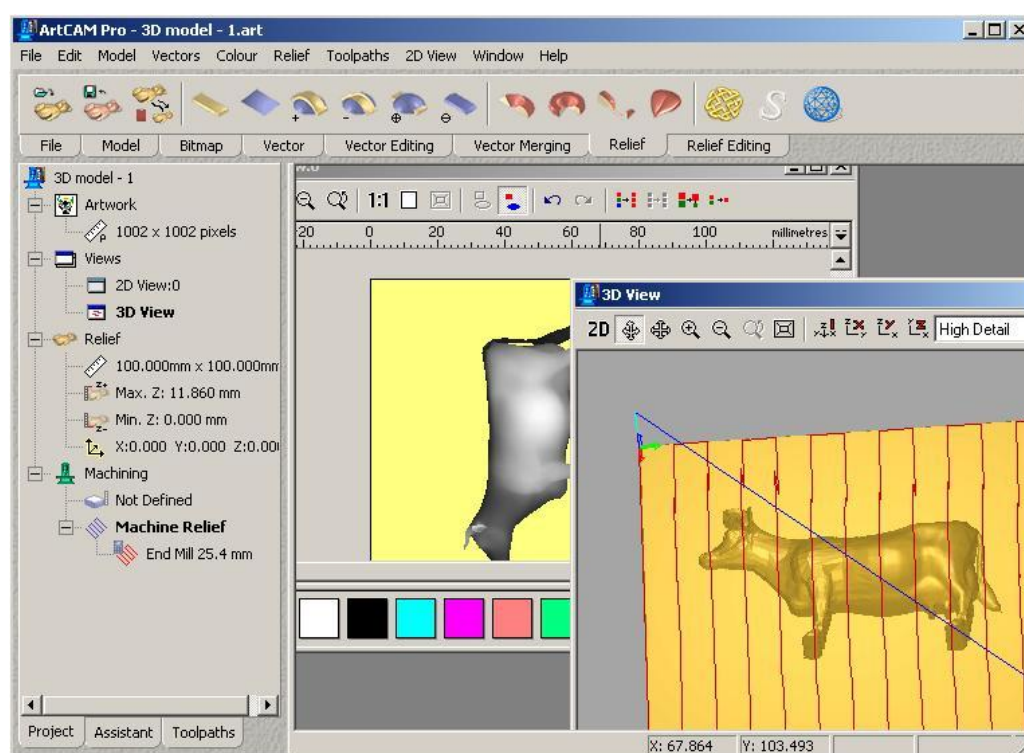 ArtCAM Pro - 3D model - 1.art
File Edit Model Vectors Colour Relief Toolpaths 2D View Window Help
S
File Model Bitmap Vector Vector Editing Vector Merging Relief Relief Editing
3D model - 1
Artwork
1002 x 1002 pixels
Views
2D View:0
3D View
Relief
100.000mm x 100.000mm
Max. Z: 11.860 mm
Min. Z: 0.000 mm
X:0.000 Y:0.000 Z:0.00
Machining
Not Defined
Machine Relief
End Mill 25.4 mm
Project Assistant Toolpaths
1:1
-20 0 20 40 60 80 100 millimetres
3D View
2D High Detail
X: 67.864 Y: 103.493